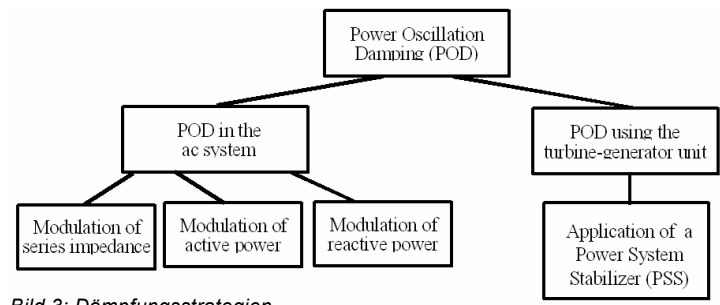 Power Oscillation
Damping (POD)
POD in the
ac system
POD using the
turbine-generator unit
Modulation of
series impedance
Modulation of
active power
Modulation of
reactive power
Application of a
Power System
Stabilizer (PSS)
Bild 3: Dämpfungsstrategien